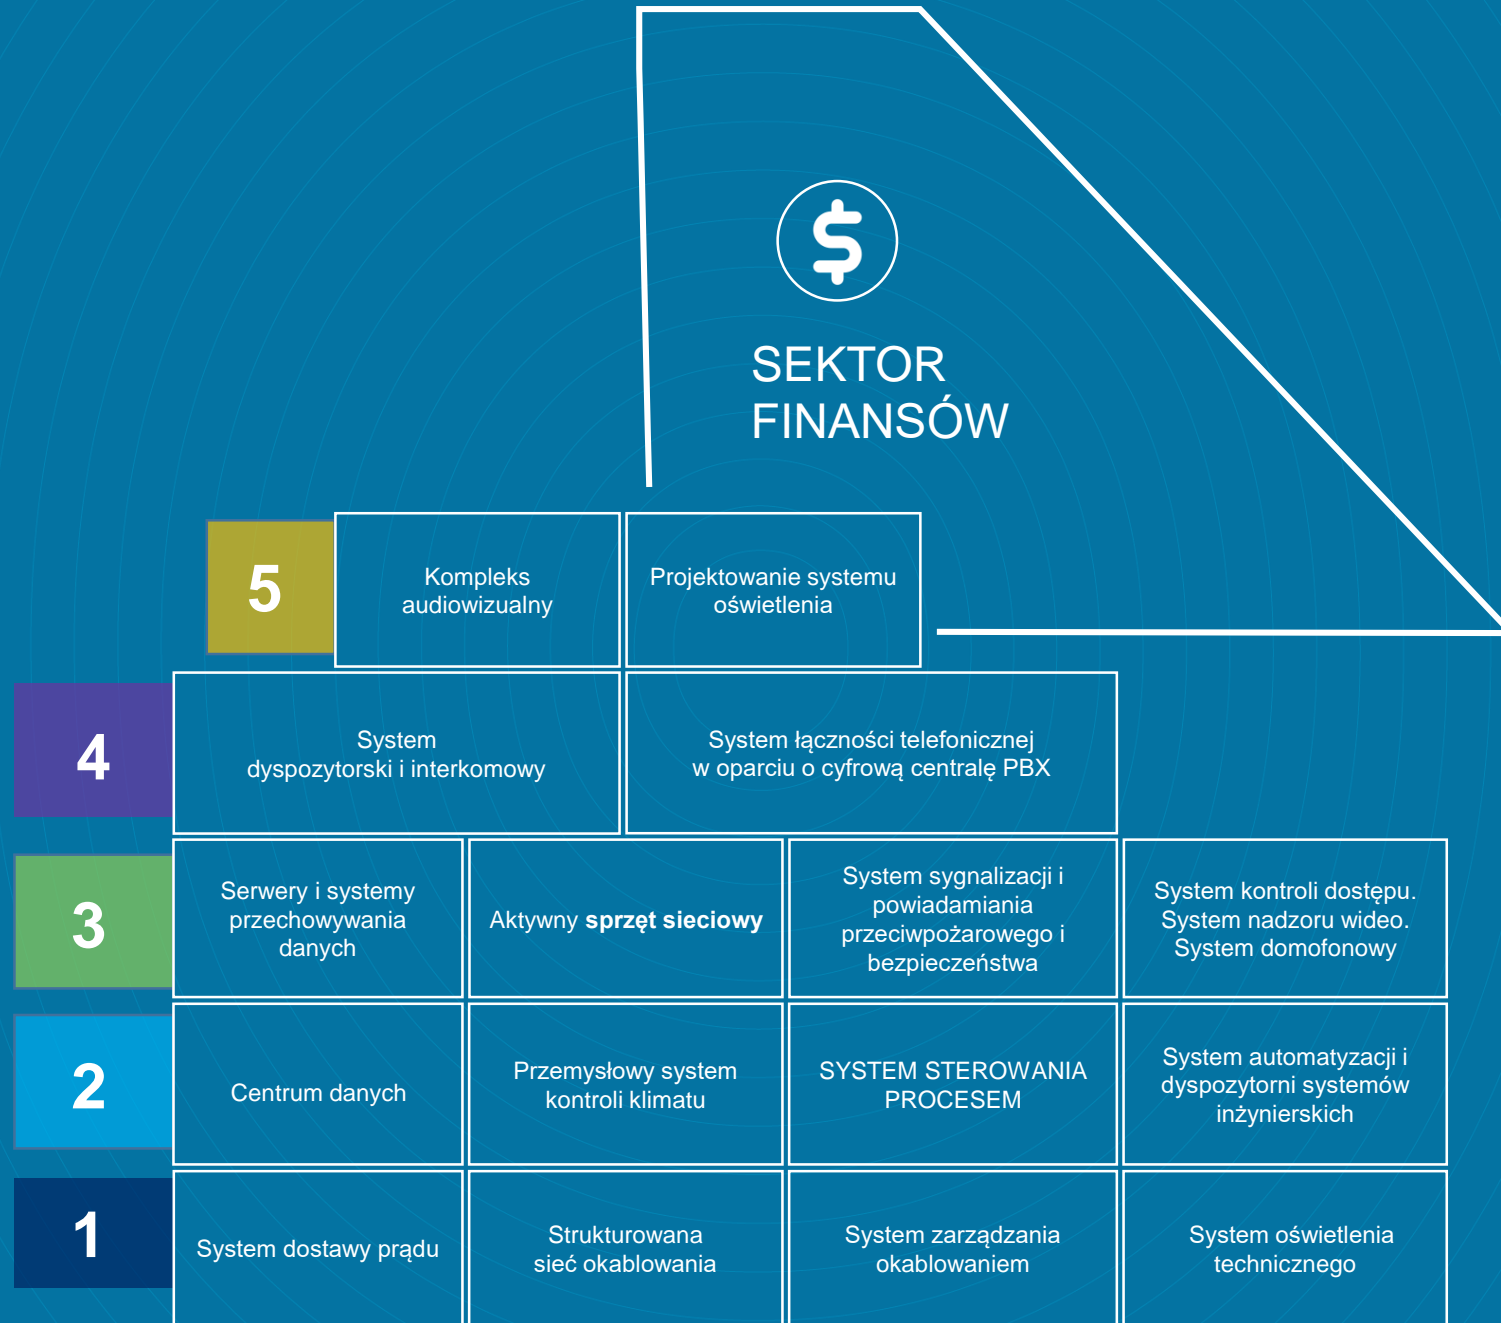 $
SEKTOR
FINANSÓW
5
Kompleks
audiowizualny
Projektowanie systemu
oświetlenia
4
System
dyspozytorski i interkomowy
System łączności telefonicznej
w oparciu o cyfrową centralę PBX
3
Serwery i systemy
przechowywania
danych
Aktywny sprzęt sieciowy
System sygnalizacji i
powiadamiania
przeciwpożarowego i
bezpieczeństwa
System kontroli dostępu.
System nadzoru wideo.
System domofonowy
2
Centrum danych
Przemysłowy system
kontroli klimatu
SYSTEM STEROWANIA
PROCESEM
System automatyzacji i
dyspozytorni systemów
inżynierskich
1
System dostawy prądu
Strukturowana
sieć okablowania
System zarządzania
okablowaniem
System oświetlenia
technicznego